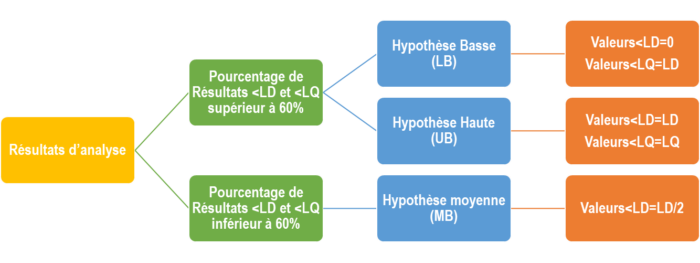 Résultats d'analyse
Pourcentage de
Résultats <LD et <LQ
supérieur à 60%
Hypothèse Basse
(LB)
Valeurs<LD=0
Valeurs<LQ=LD
Hypothèse Haute
(UB)
Valeurs<LD=LD
Valeurs<LQ=LQ
Pourcentage de
Résultats <LD et <LQ
inférieur à 60%
Hypothèse moyenne
(MB)
Valeurs<LD=LD/2